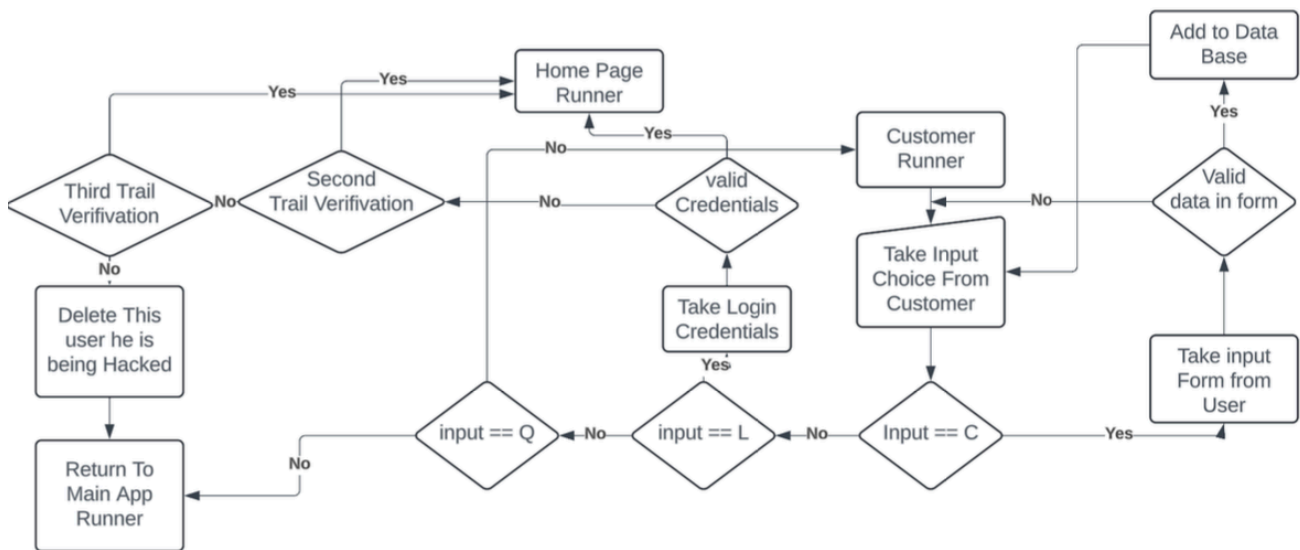 Add to Data
Base
Home Page
Runner
Yes
Yes
Yes
Yes
Customer
Runner
No
Third Trail
Verifivation
No
Second
Trail Verifivation
No
valid
Credentials
No
Valid
data in form
No
Take Input
Choice From
Customer
Delete This
user he is
being Hacked
Take Login
Credentials
Take input
Form from
User
Yes
input == Q
No
input == L
No
Input == C
Yes
No
Return To
Main App
Runner